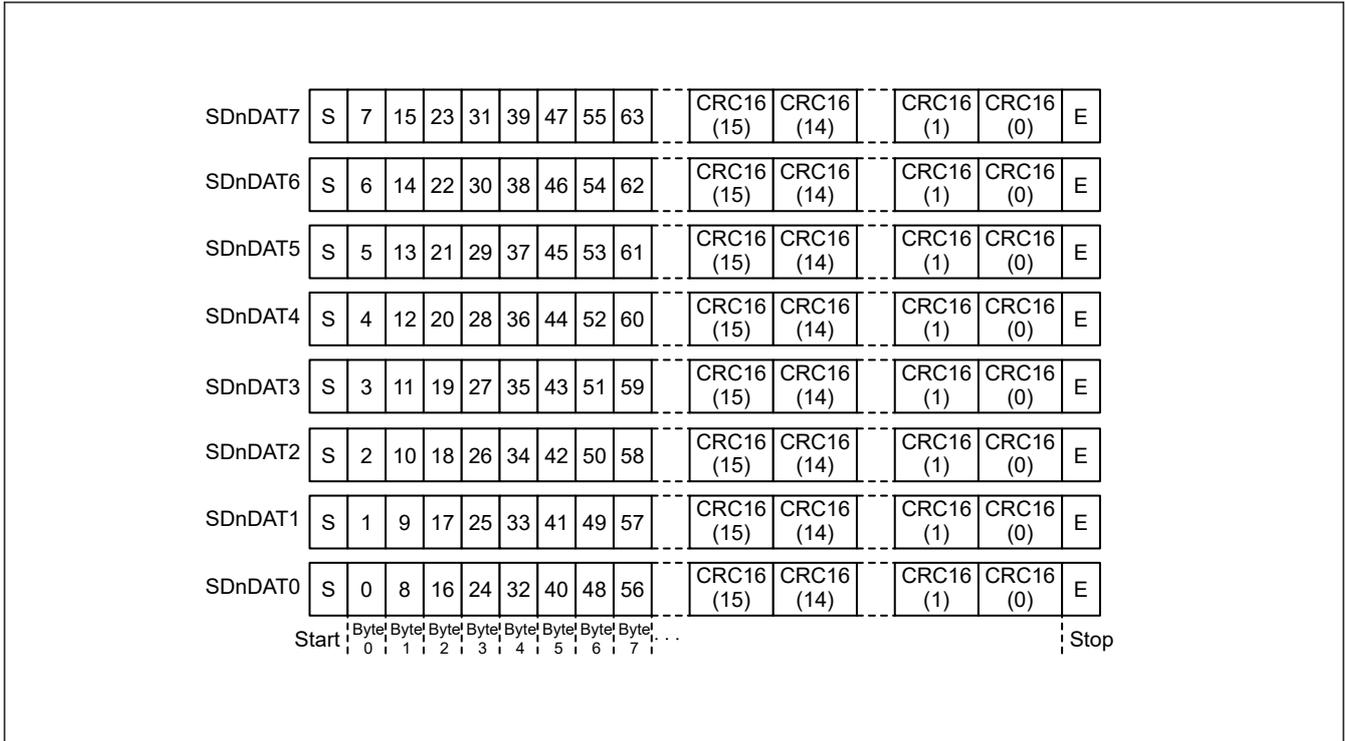 SDnDAT7 S 7 15 23 31 39 47 55 63 CRC16 (15) CRC16 (14) CRC16 (1) CRC16 (0) E
SDnDAT6 S 6 14 22 30 38 46 54 62 CRC16 (15) CRC16 (14) CRC16 (1) CRC16 (0) E
SDnDAT5 S 5 13 21 29 37 45 53 61 CRC16 (15) CRC16 (14) CRC16 (1) CRC16 (0) E
SDnDAT4 S 4 12 20 28 36 44 52 60 CRC16 (15) CRC16 (14) CRC16 (1) CRC16 (0) E
SDnDAT3 S 3 11 19 27 35 43 51 59 CRC16 (15) CRC16 (14) CRC16 (1) CRC16 (0) E
SDnDAT2 S 2 10 18 26 34 42 50 58 CRC16 (15) CRC16 (14) CRC16 (1) CRC16 (0) E
SDnDAT1 S 1 9 17 25 33 41 49 57 CRC16 (15) CRC16 (14) CRC16 (1) CRC16 (0) E
SDnDAT0 S 0 8 16 24 32 40 48 56 CRC16 (15) CRC16 (14) CRC16 (1) CRC16 (0) E
Start Byte 0 Byte 1 Byte 2 Byte 3 Byte 4 Byte 5 Byte 6 Byte 7 . . . Stop